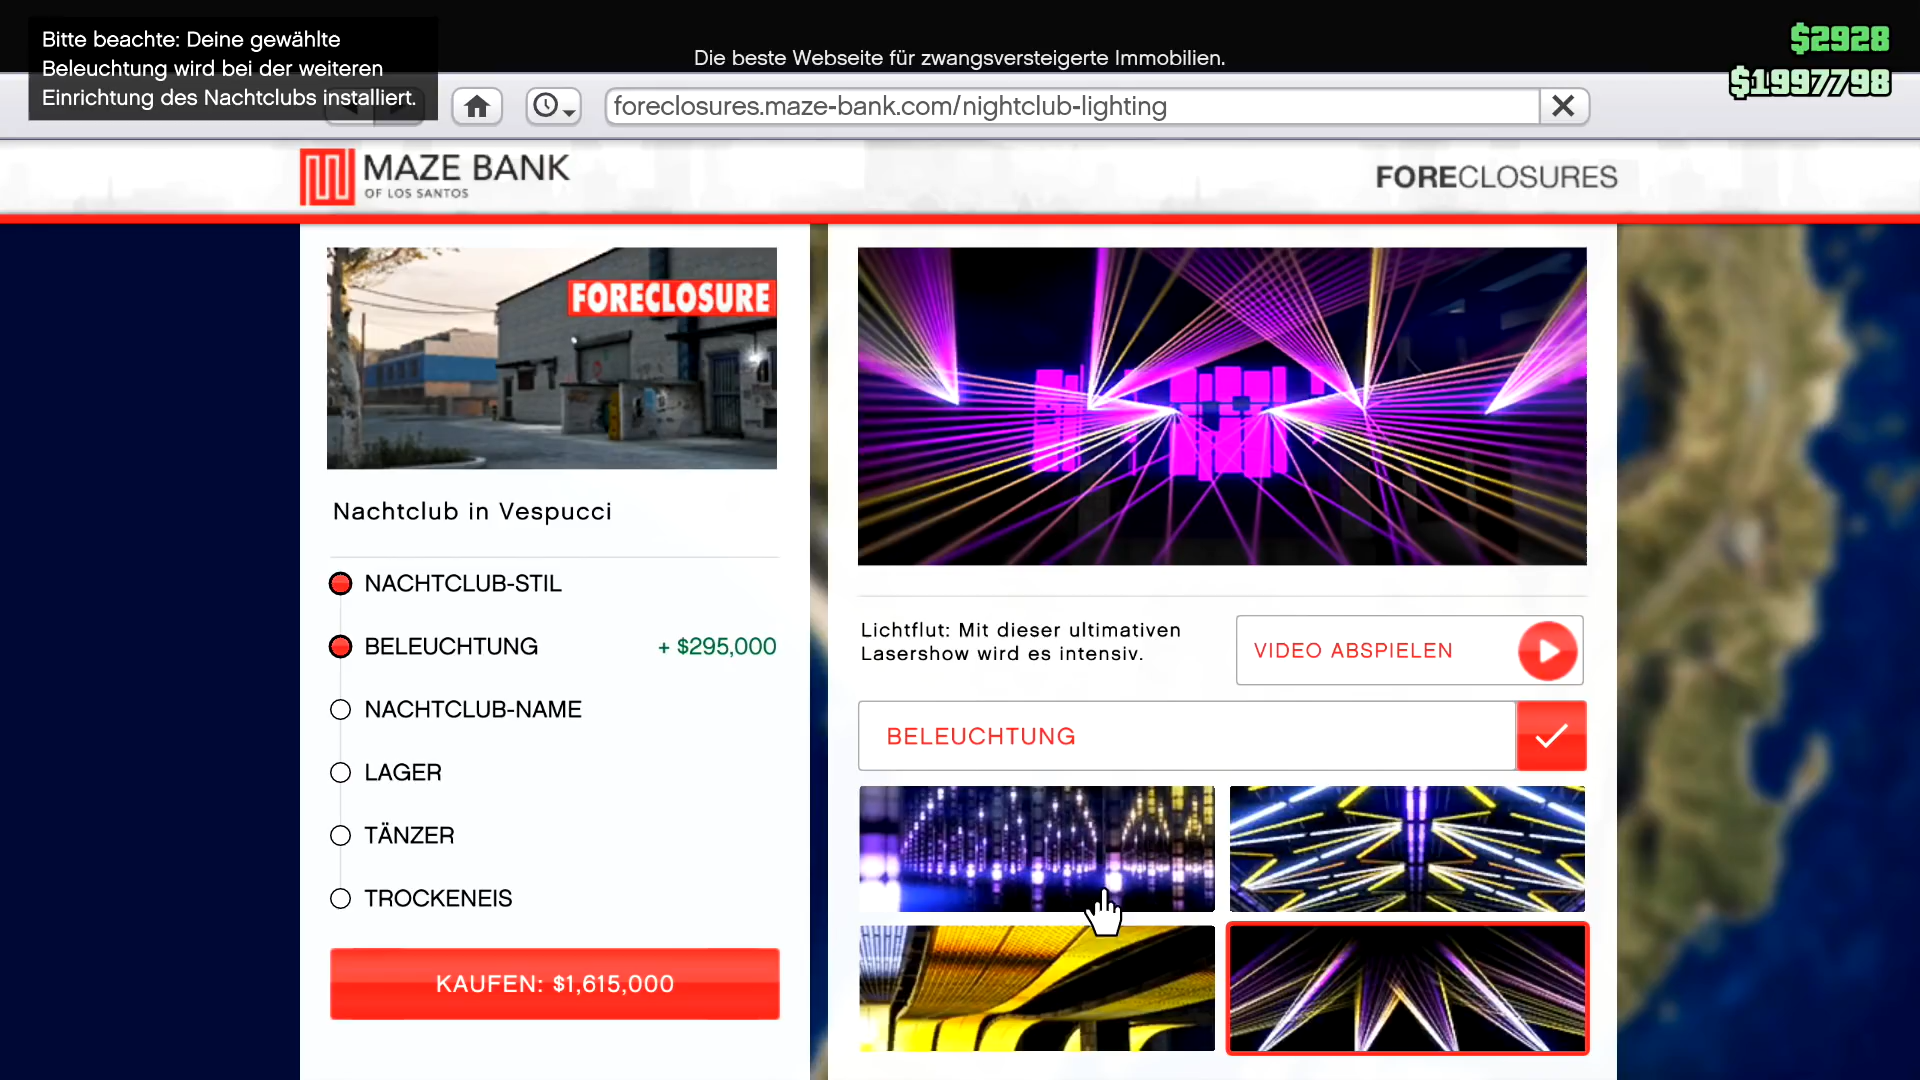 Bitte beachte: Deine gewählte
Beleuchtung wird bei der weiteren
Einrichtung des Nachtclubs installiert.
Die beste Webseite für zwangsversteigerte Immobilien.
$2928
$1997798
foreclosures.maze-bank.com/nightclub-lighting
MAZE BANK
OF LOS SANTOS
FORECLOSURES
FORECLOSURE
Nachtclub in Vespucci
NACHTCLUB-STIL
BELEUCHTUNG + $295,000
NACHTCLUB-NAME
LAGER
TÄNZER
TROCKENEIS
KAUFEN: $1,615,000
Lichtflut: Mit dieser ultimativen
Lasershow wird es intensiv.
VIDEO ABSPIELEN
BELEUCHTUNG